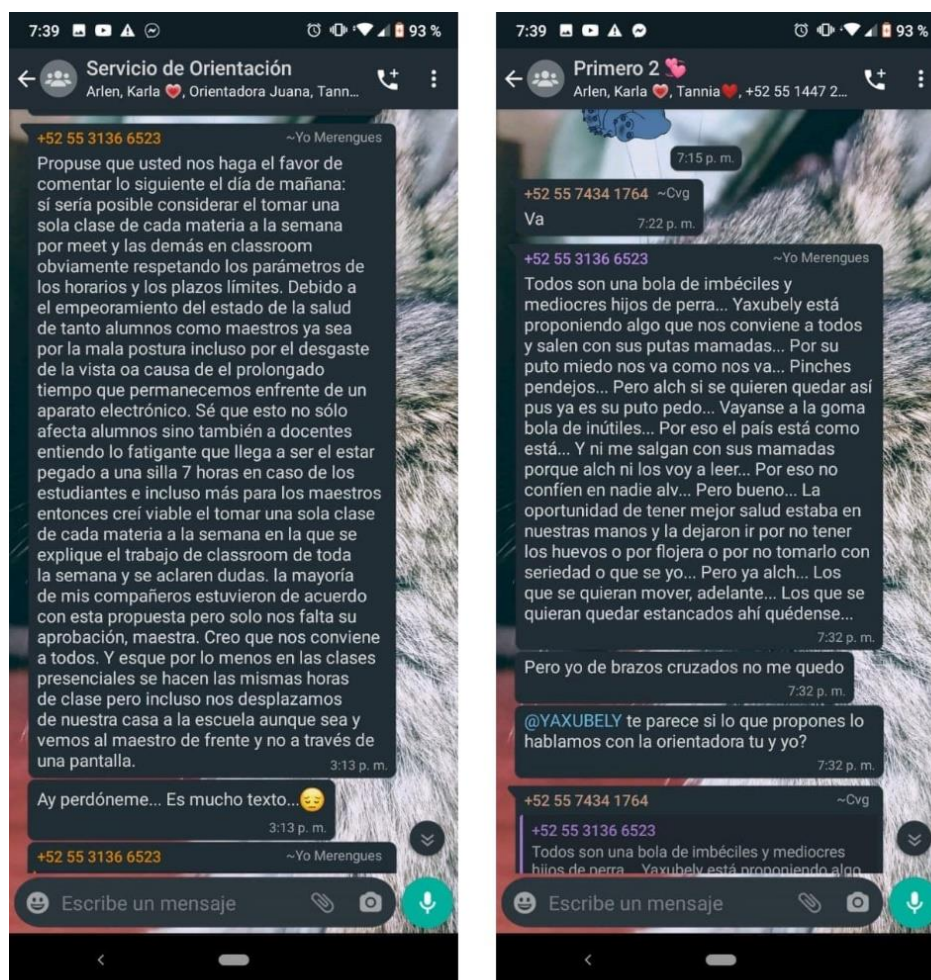 7:39
93 %
Servicio de Orientación
Arlen, Karla ❤️, Orientadora Juana, Tann...
+52 55 3136 6523
~Yo Merengues
Propuse que usted nos haga el favor de
comentar lo siguiente el día de mañana:
sí sería posible considerar el tomar una
sola clase de cada materia a la semana
por meet y las demás en classroom
obviamente respetando los parámetros de
los horarios y los plazos límites. Debido a
el empeoramiento del estado de la salud
de tanto alumnos como maestros ya sea
por la mala postura incluso por el desgaste
de la vista oa causa de el prolongado
tiempo que permanecemos enfrente de un
aparato electrónico. Sé que esto no sólo
afecta alumnos sino también a docentes
entiendo lo fatigante que llega a ser el estar
pegado a una silla 7 horas en caso de los
estudiantes e incluso más para los maestros
entonces creí viable el tomar una sola clase
de cada materia a la semana en la que se
explique el trabajo de classroom de toda
la semana y se aclaren dudas. la mayoría
de mis compañeros estuvieron de acuerdo
con esta propuesta pero solo nos falta su
aprobación, maestra. Creo que nos conviene
a todos. Y esque por lo menos en las clases
presenciales se hacen las mismas horas
de clase pero incluso nos desplazamos
de nuestra casa a la escuela aunque sea y
vemos al maestro de frente y no a través de
una pantalla.
3:13 p. m.
Ay perdóneme... Es mucho texto...😔
3:13 p. m.
+52 55 3136 6523
~Yo Merengues
Escribe un mensaje
7:39
93 %
Primero 2 💕
Arlen, Karla ❤️, Tannia❤️, +52 55 1447 2...
7:15 p. m.
+52 55 7434 1764 ~Cvg
Va
7:22 p. m.
+52 55 3136 6523
~Yo Merengues
Todos son una bola de imbéciles y
mediocres hijos de perra... Yaxubely está
proponiendo algo que nos conviene a todos
y salen con sus putas mamadas... Por su
puto miedo nos va como nos va... Pinches
pendejos... Pero alch si se quieren quedar así
pus ya es su puto pedo... Vayanse a la goma
bola de inútiles... Por eso el país está como
está... Y ni me salgan con sus mamadas
porque alch ni los voy a leer... Por eso no
confíen en nadie alv... Pero bueno... La
oportunidad de tener mejor salud estaba en
nuestras manos y la dejaron ir por no tener
los huevos o por flojera o por no tomarlo con
seriedad o que se yo... Pero ya alch... Los
que se quieran mover, adelante... Los que se
quieran quedar estancados ahí quédense...
7:32 p. m.
Pero yo de brazos cruzados no me quedo
7:32 p. m.
@YAXUBELY te parece si lo que propones lo
hablamos con la orientadora tu y yo?
7:32 p. m.
+52 55 7434 1764
~Cvg
+52 55 3136 6523
Todos son una bola de imbéciles y mediocres
hijos de perra... Yaxubely está proponiendo algo
Escribe un mensaje